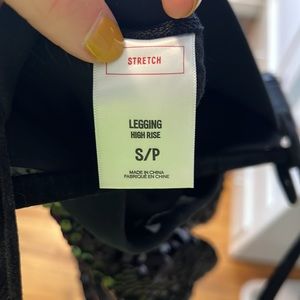 STRETCH
LEGGING
HIGH RISE
S/P
MADE IN CHINA
FABRIQUÉ EN CHINE